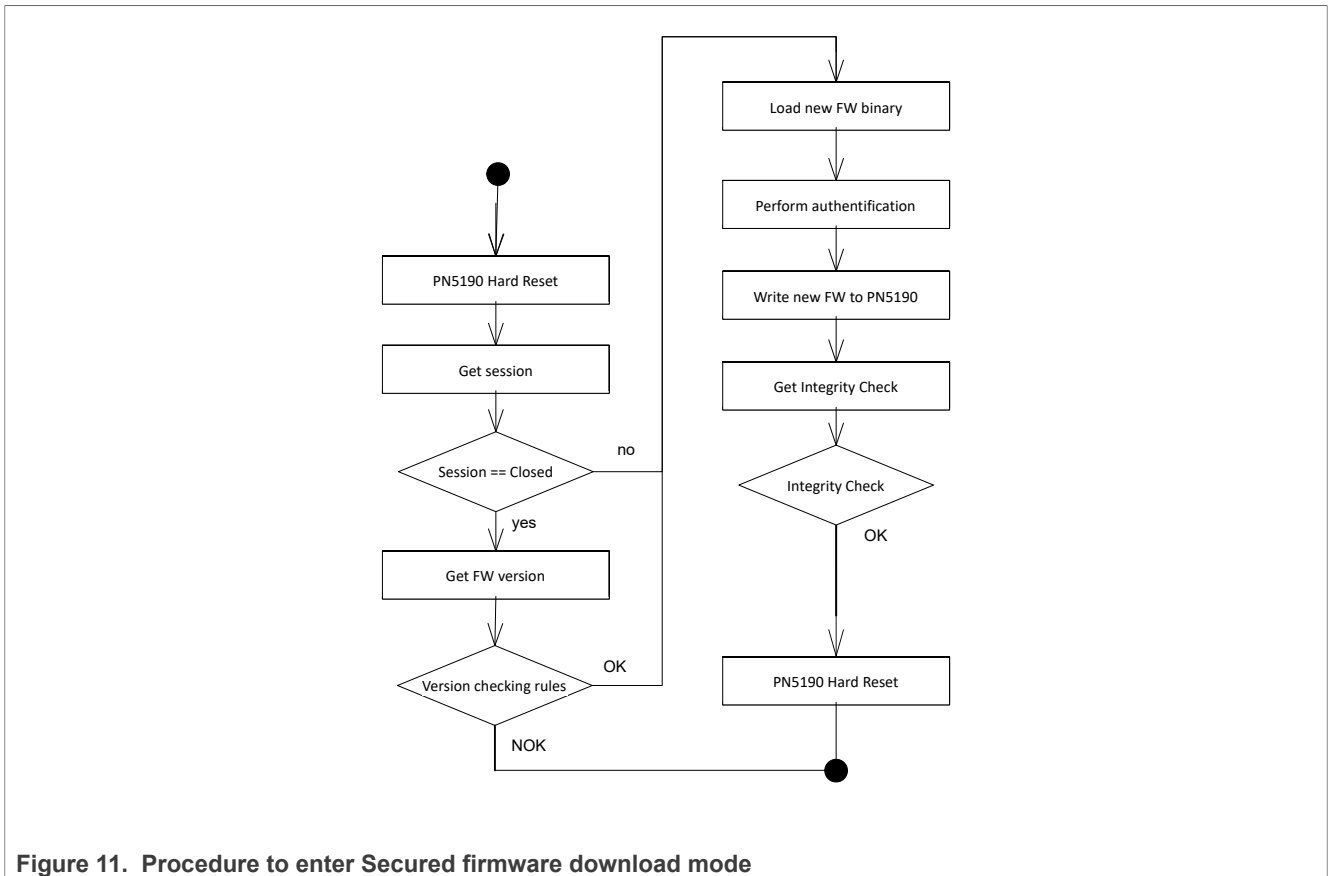 PN5190 Hard Reset
Get session
Session == Closed
no
yes
Get FW version
Version checking rules
OK
NOK
Load new FW binary
Perform authentification
Write new FW to PN5190
Get Integrity Check
Integrity Check
OK
PN5190 Hard Reset
Figure 11. Procedure to enter Secured firmware download mode